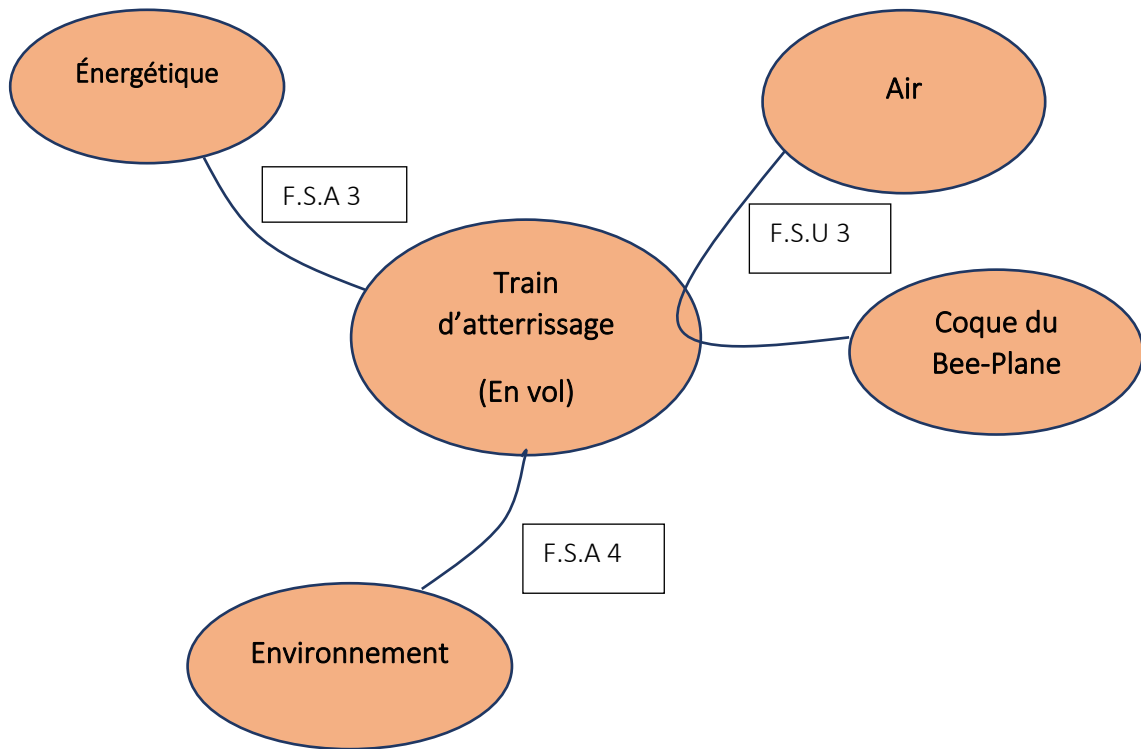 Énergétique
Air
F.S.A 3
F.S.U 3
Train
d’atterrissage
(En vol)
Coque du
Bee-Plane
F.S.A 4
Environnement